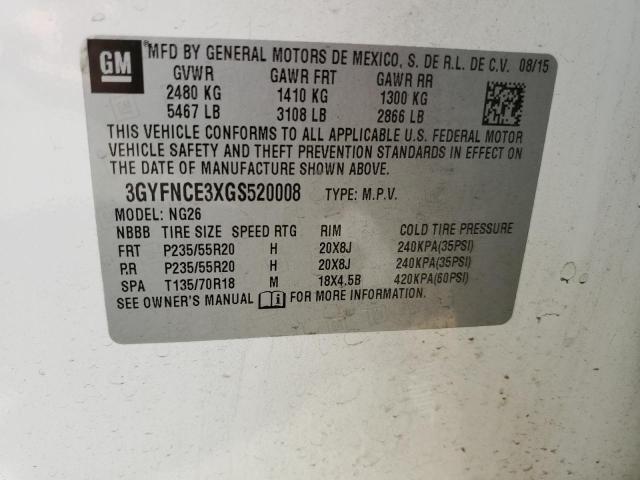 GM MFD BY GENERAL MOTORS DE MEXICO, S. DE R.L. DE C.V. 08/15
GVWR GAWR FRT GAWR RR
2480 KG 1410 KG 1300 KG
5467 LB 3108 LB 2866 LB
THIS VEHICLE CONFORMS TO ALL APPLICABLE U.S. FEDERAL MOTOR
VEHICLE SAFETY AND THEFT PREVENTION STANDARDS IN EFFECT ON
THE DATE OF MANUFACTURE SHOWN ABOVE.
3GYFNCE3XGS520008 TYPE: M.P.V.
MODEL: NG26
NBBB TIRE SIZE SPEED RTG RIM COLD TIRE PRESSURE
FRT P235/55R20 H 20X8J 240KPA(35PSI)
P.R P235/55R20 H 20X8J 240KPA(35PSI)
SPA T135/70R18 M 18X4.5B 420KPA(60PSI)
SEE OWNER'S MANUAL i FOR MORE INFORMATION.